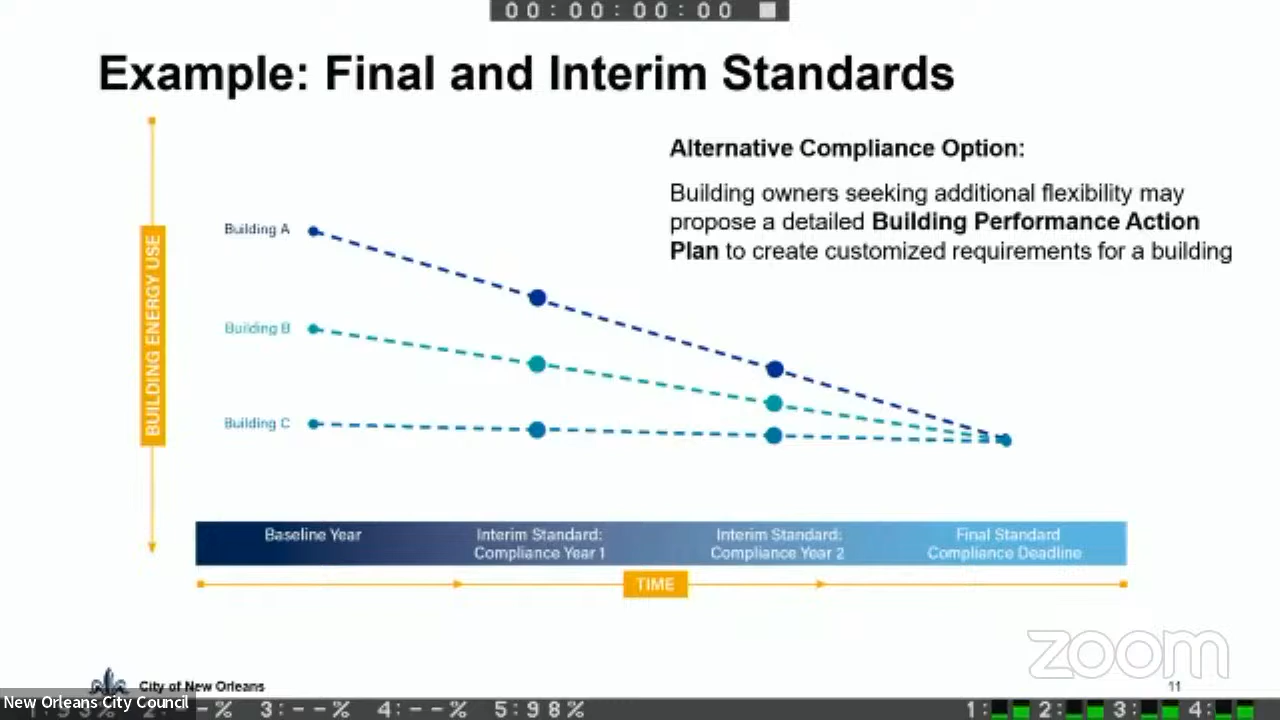 00:00:00:00
Example: Final and Interim Standards
Alternative Compliance Option:
Building owners seeking additional flexibility may
propose a detailed Building Performance Action
Plan to create customized requirements for a building
BUILDING ENERGY USE
Building A
Building B
Building C
Baseline Year
Interim Standard:
Compliance Year 1
Interim Standard:
Compliance Year 2
Final Standard
Compliance Deadline
TIME
zoom
City of New Orleans
11
New Orleans City Council
3:--% 4:--% 5:98%
1: 2: 3: 4: